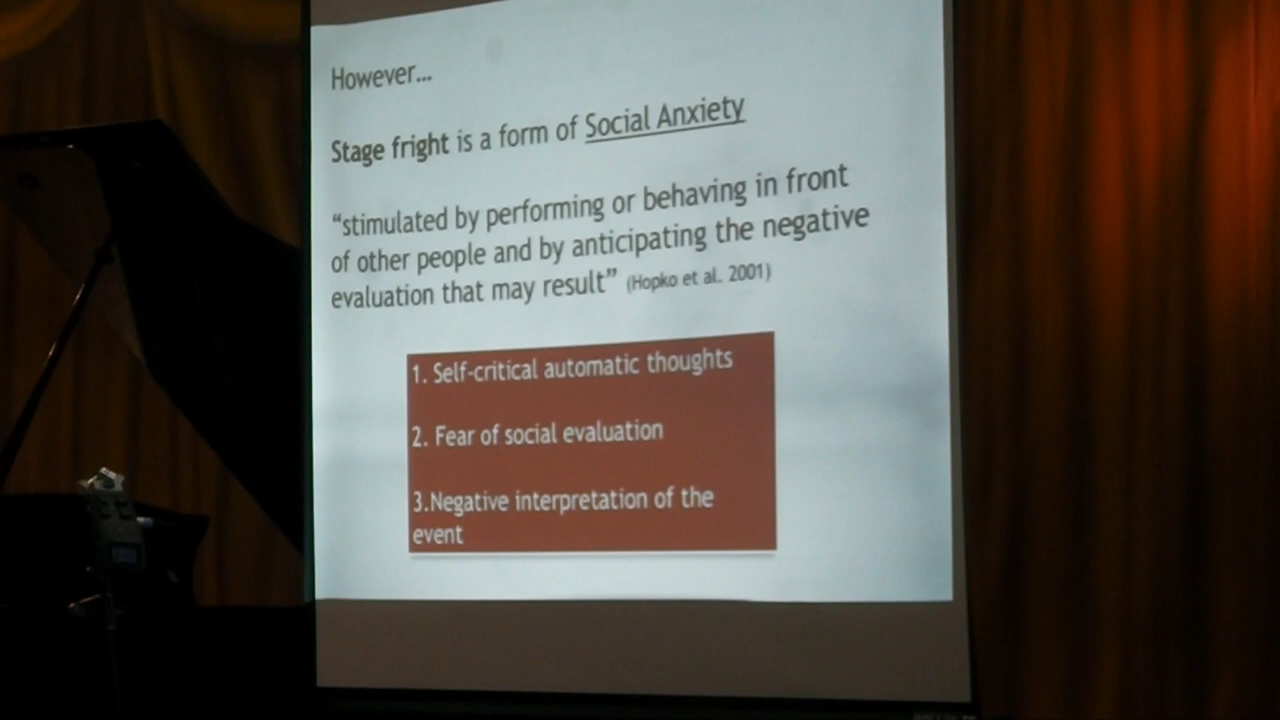 However...
Stage fright is a form of Social Anxiety
“stimulated by performing or behaving in front
of other people and by anticipating the negative
evaluation that may result” (Hopko et al. 2001)
1. Self-critical automatic thoughts
2. Fear of social evaluation
3.Negative interpretation of the
event